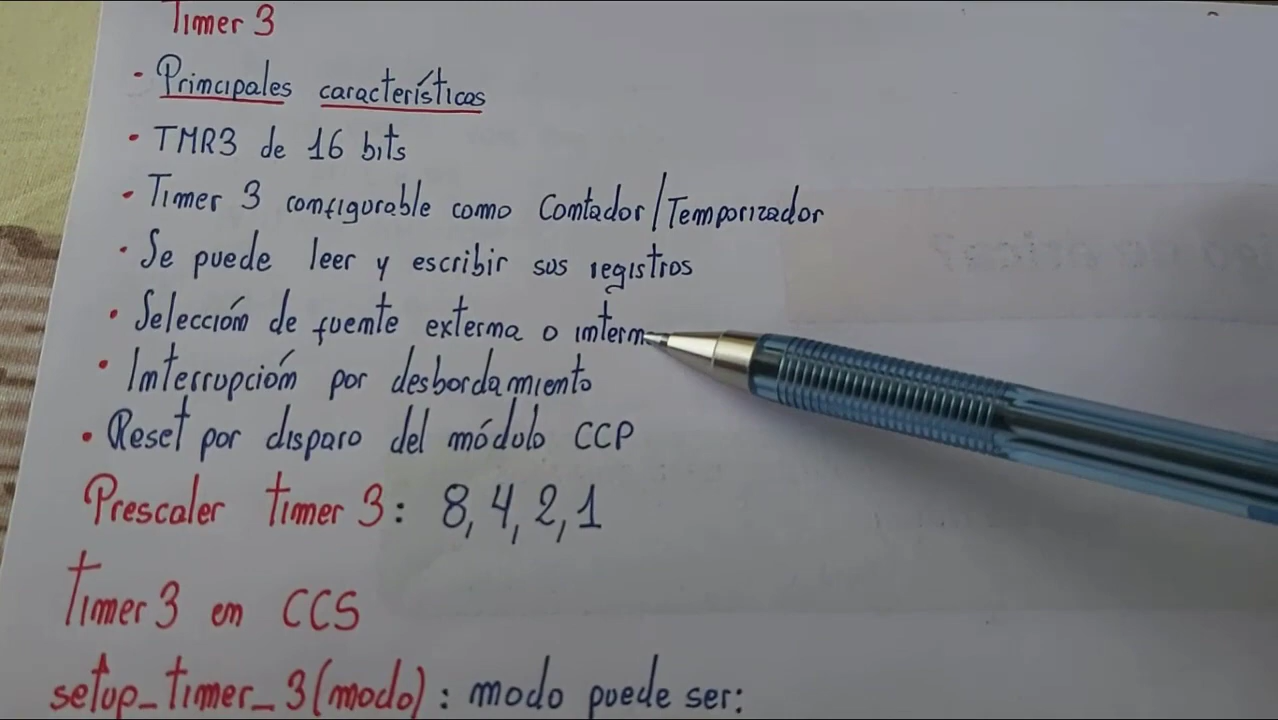 Timer 3
• Principales características
• TMR3 de 16 bits
• Timer 3 configurable como Contador/Temporizador
• Se puede leer y escribir sus registros
• Selección de fuente externa o intern
• Interrupción por desbordamiento
• Reset por disparo del módulo CCP
Prescaler timer 3: 8, 4, 2, 1
Timer 3 en CCS
setup_timer_3(modo): modo puede ser: